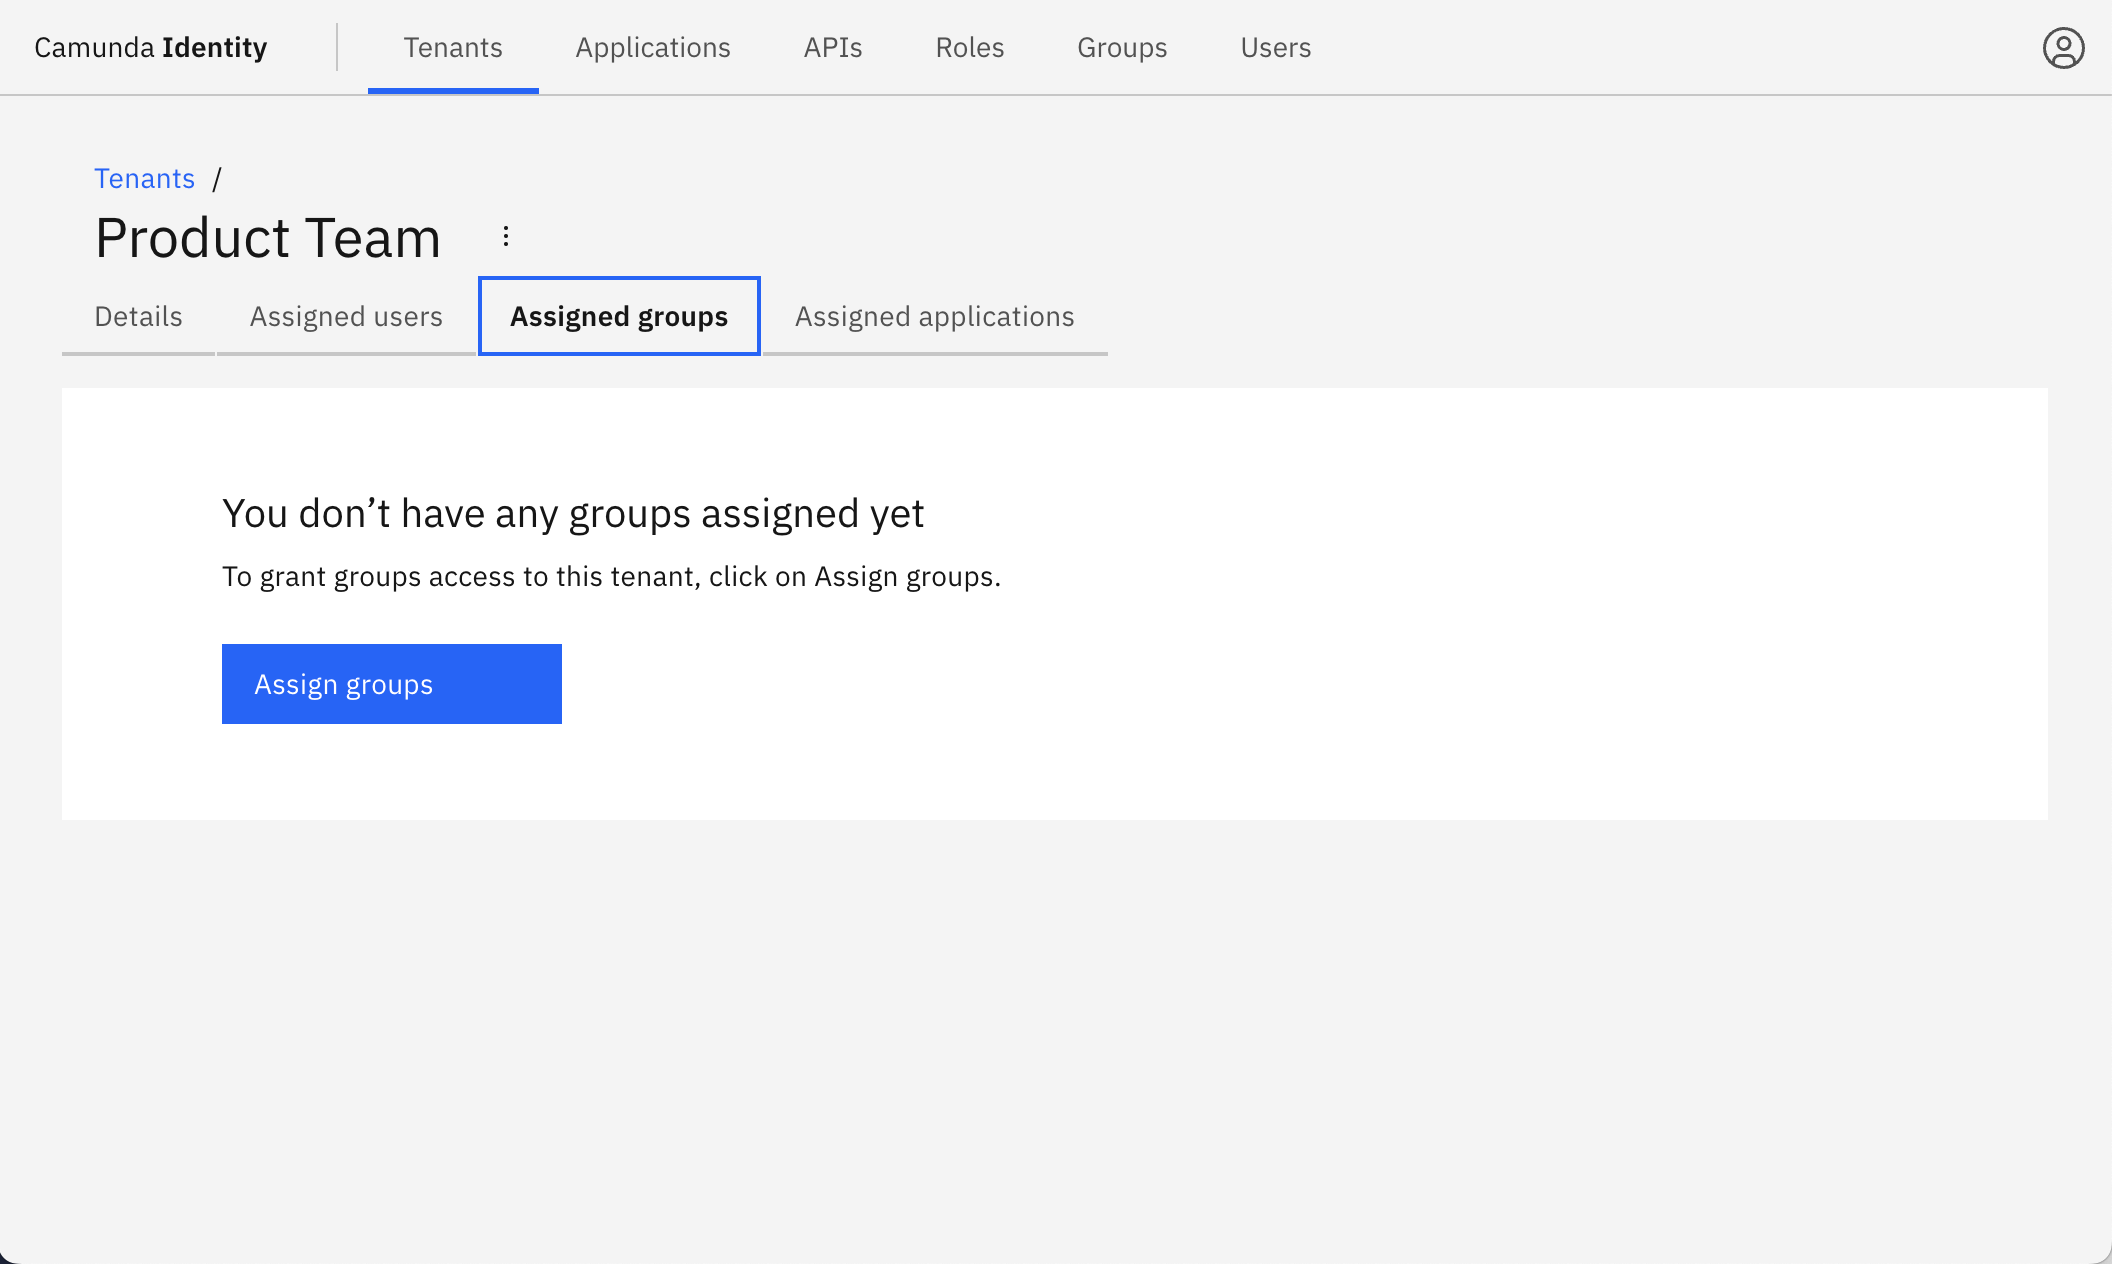 Camunda Identity Tenants Applications APIs Roles Groups Users
Tenants /
Product Team
Details Assigned users Assigned groups Assigned applications
You don’t have any groups assigned yet
To grant groups access to this tenant, click on Assign groups.
Assign groups